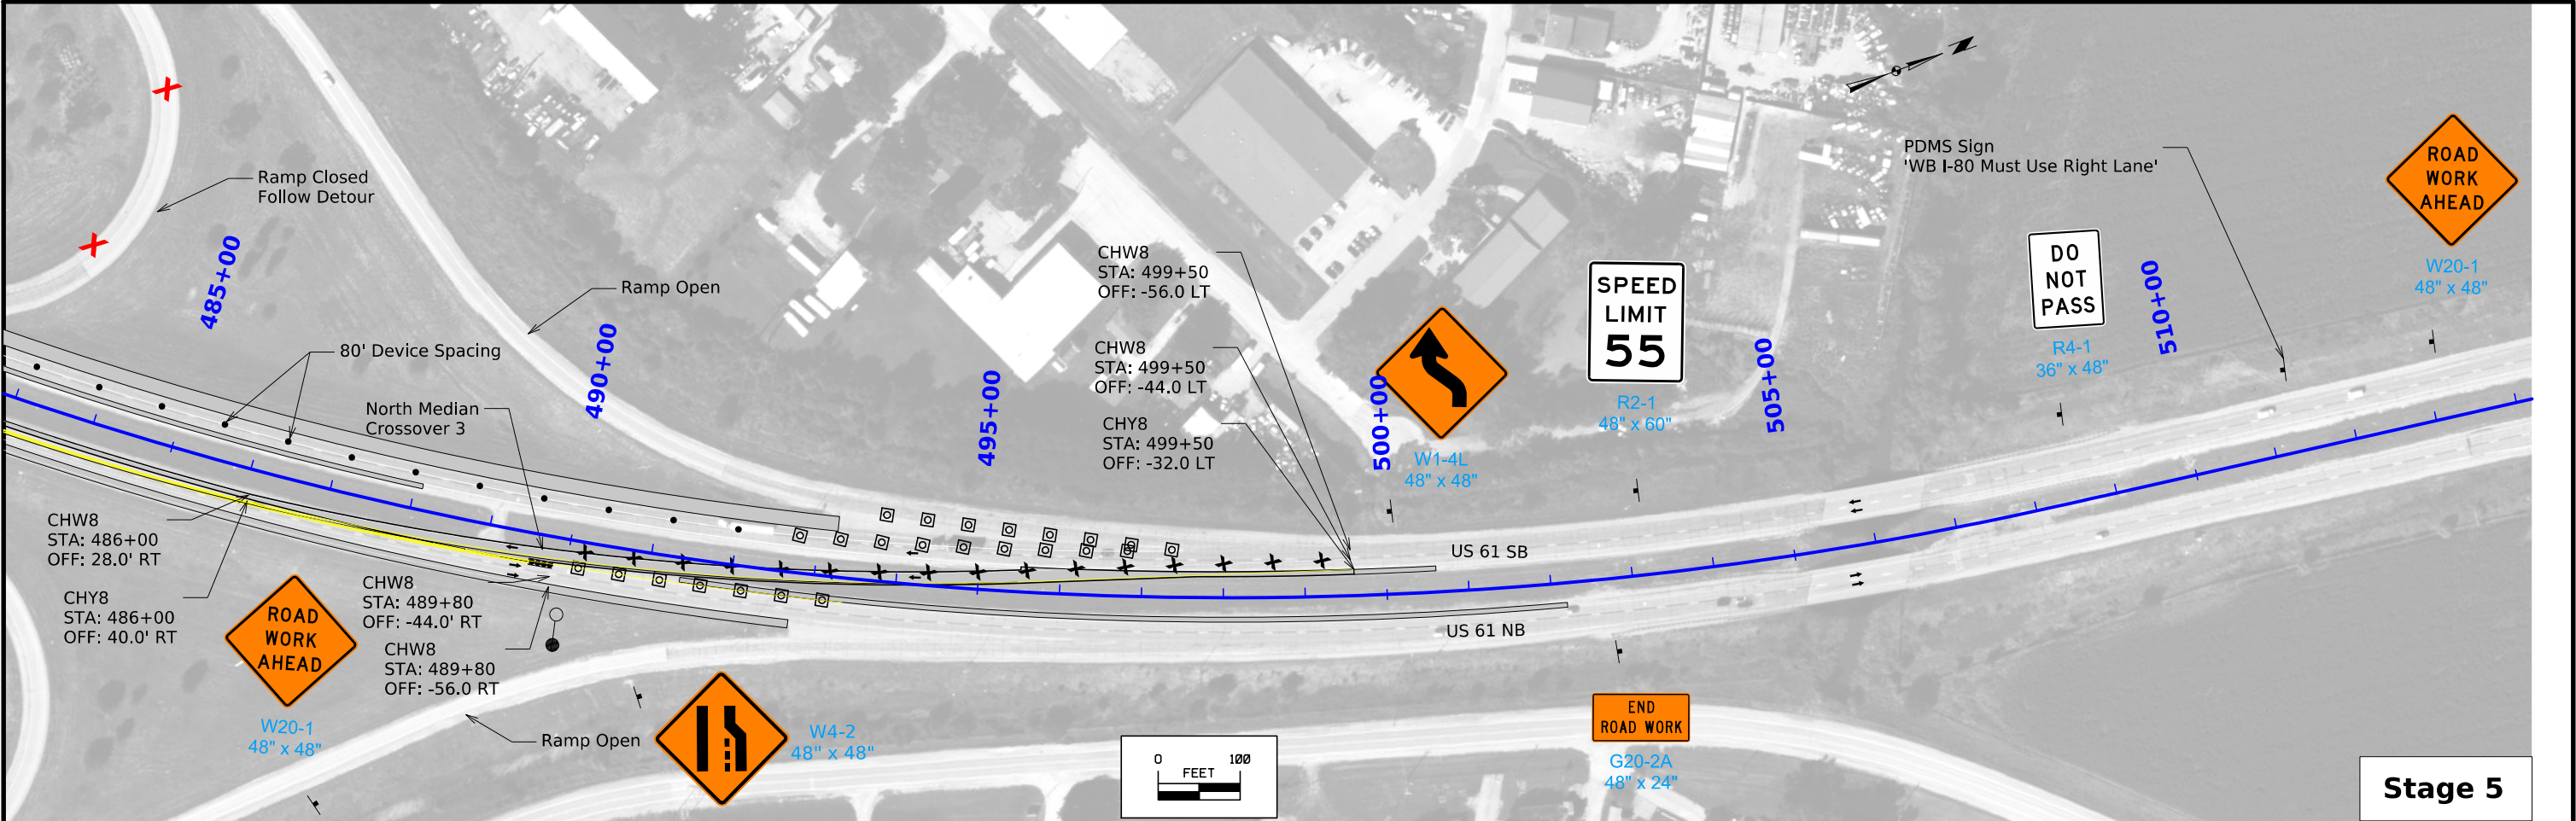 Ramp Closed
Follow Detour
485+00
80' Device Spacing
Ramp Open
490+00
North Median
Crossover 3
495+00
CHW8
STA: 499+50
OFF: -56.0 LT
CHW8
STA: 499+50
OFF: -44.0 LT
CHY8
STA: 499+50
OFF: -32.0 LT
500+00
W1-4L
48" x 48"
SPEED
LIMIT
55
R2-1
48" x 60"
505+00
PDMS Sign
'WB I-80 Must Use Right Lane'
DO
NOT
PASS
R4-1
36" x 48"
510+00
ROAD
WORK
AHEAD
W20-1
48" x 48"
US 61 SB
US 61 NB
CHW8
STA: 486+00
OFF: 28.0' RT
CHY8
STA: 486+00
OFF: 40.0' RT
ROAD
WORK
AHEAD
W20-1
48" x 48"
CHW8
STA: 489+80
OFF: -44.0' RT
CHW8
STA: 489+80
OFF: -56.0 RT
Ramp Open
W4-2
48" x 48"
0 100
FEET
END
ROAD WORK
G20-2A
48" x 24"
Stage 5
N